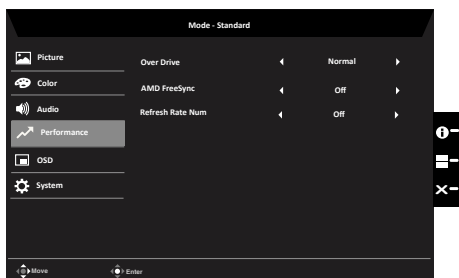 Mode - Standard
Picture
Color
Audio
Performance
OSD
System
Over Drive Normal
AMD FreeSync Off
Refresh Rate Num Off
Move Enter